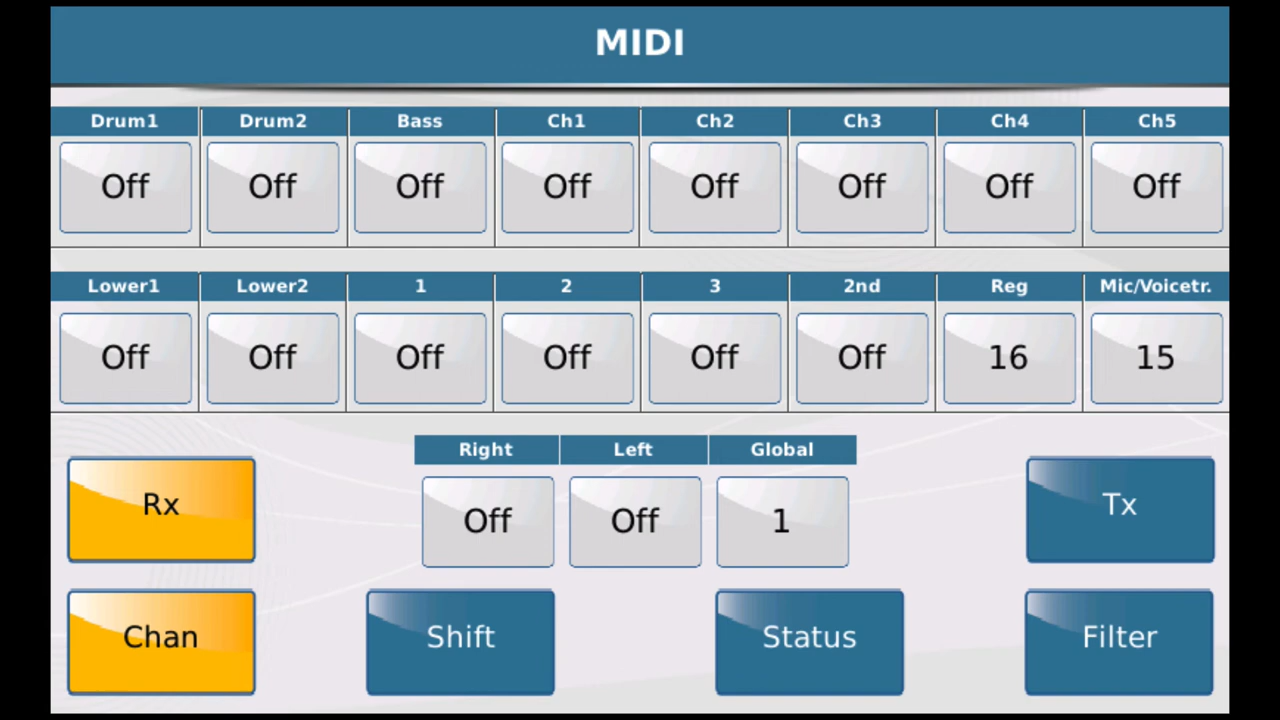 MIDI
Drum1 Drum2 Bass Ch1 Ch2 Ch3 Ch4 Ch5
Off Off Off Off Off Off Off Off
Lower1 Lower2 1 2 3 2nd Reg Mic/Voicetr.
Off Off Off Off Off Off 16 15
Right Left Global
Rx Off Off 1 Tx
Chan Shift Status Filter